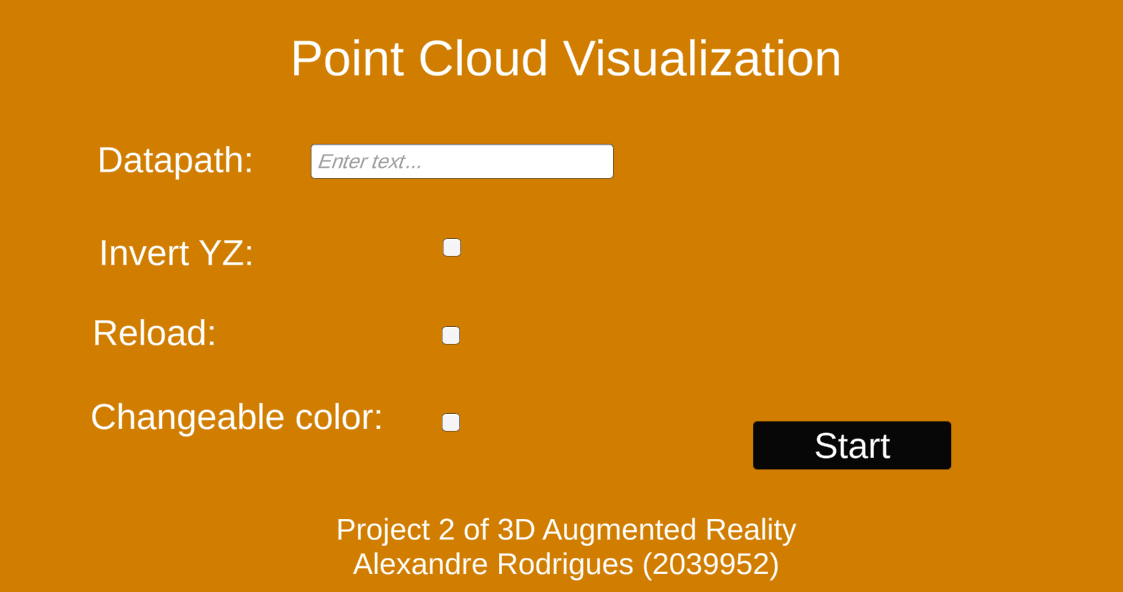 Point Cloud Visualization
Datapath:
Enter text...
Invert YZ:
Reload:
Changeable color:
Start
Project 2 of 3D Augmented Reality
Alexandre Rodrigues (2039952)